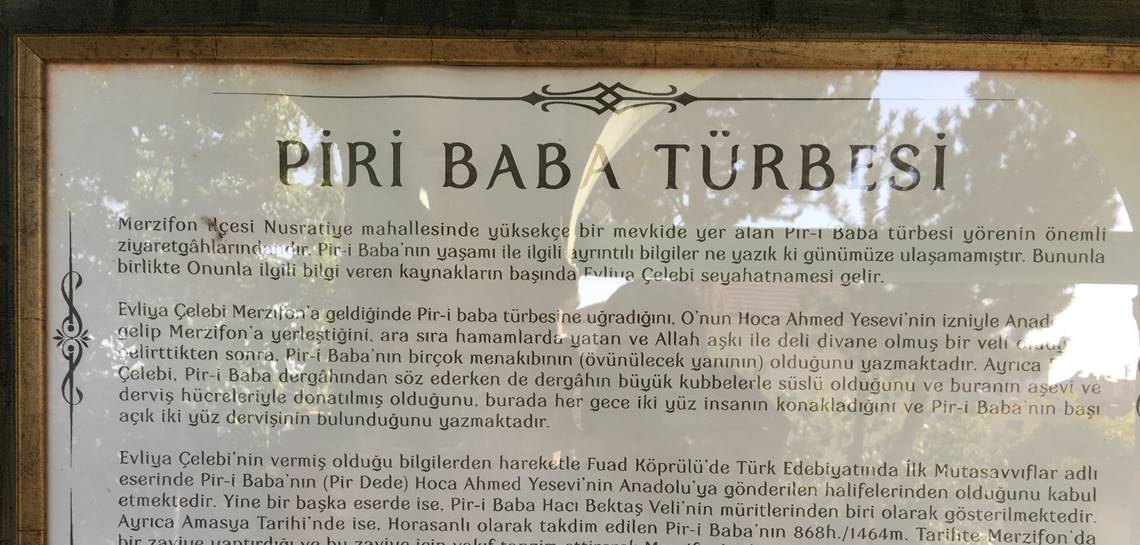 PİRİ BABA TÜRBESİ
Merzifon ilçesi Nusratiye mahallesinde yüksekçe bir mevkide yer alan Pir-i Baba türbesi yörenin önemli
ziyaretgâhlarındandır. Pir-i Baba'nın yaşamı ile ilgili ayrıntılı bilgiler ne yazık ki günümüze ulaşamamıştır. Bununla
birlikte Onunla ilgili bilgi veren kaynakların başında Evliya Çelebi seyahatnamesi gelir.
Evliya Çelebi Merzifon'a geldiğinde Pir-i baba türbesine uğradığını, O'nun Hoca Ahmed Yesevi'nin izniyle
gelip Merzifon'a yerleştiğini, ara sıra hamamlarda yatan ve Allah aşkı ile deli divane olmuş bir veli
belirttikten sonra, Pir-i Baba'nın birçok menakıbının (övünülecek yanının) olduğunu yazmaktadır. Ayrıca
Çelebi, Pir-i Baba dergâhından söz ederken de dergâhın büyük kubbelerle süslü olduğunu ve buranın aşevi ve
derviş hücreleriyle donatılmış olduğunu, burada her gece iki yüz insanın konakladığını ve Pir-i Baba'nın başı
açık iki yüz dervişinin bulunduğunu yazmaktadır.
Evliya Çelebi'nin vermiş olduğu bilgilerden hareketle Fuad Köprülü'de Türk Edebiyatında İlk Mutasavvıflar adlı
eserinde Pir-i Baba'nın (Pir Dede) Hoca Ahmed Yesevi'nin Anadolu'ya gönderilen halifelerinden olduğunu kabul
etmektedir. Yine bir başka eserde ise, Pir-i Baba Hacı Bektaş Veli'nin müritlerinden biri olarak gösterilmektedir.
Ayrıca Amasya Tarihi'nde ise, Horasanlı olarak takdim edilen Pir-i Baba'nın 868h./1464m. Tarihte Merzifon'da